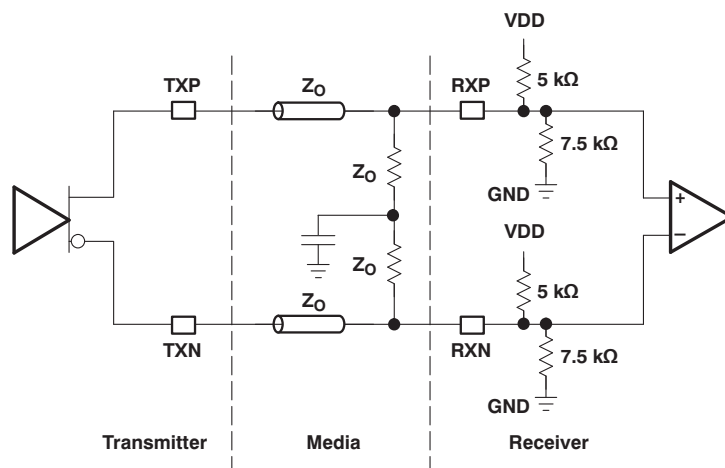 VDD
TXP
Z_O
RXP
5 kΩ
7.5 kΩ
Z_O
GND
+
VDD
−
Z_O
5 kΩ
Z_O
TXN
RXN
7.5 kΩ
GND
Transmitter
Media
Receiver